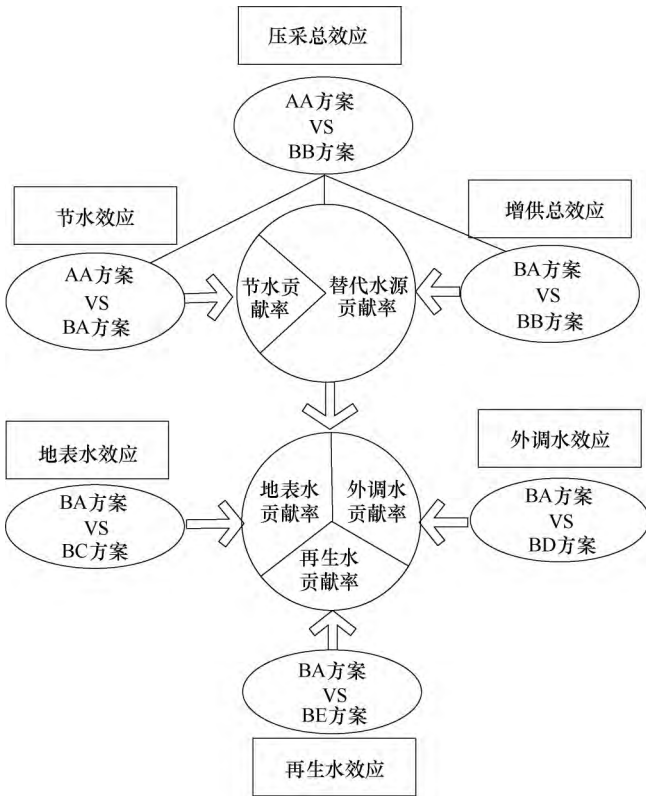 压采总效应
AA方案
VS
BB方案
节水效应
增供总效应
AA方案
VS
BA方案
节水贡
献率
替代水源
贡献率
BA方案
VS
BB方案
地表水效应
外调水效应
BA方案
VS
BC方案
地表水
贡献率
外调水
贡献率
再生水
贡献率
BA方案
VS
BD方案
BA方案
VS
BE方案
再生水效应